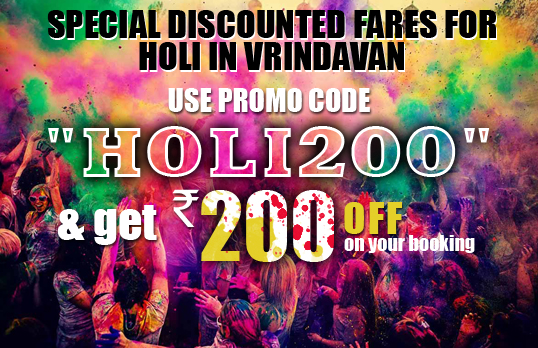 SPECIAL DISCOUNTED FARES FOR
HOLI IN VRINDAVAN
USE PROMO CODE
"HOLI200"
& get ₹200 OFF
on your booking